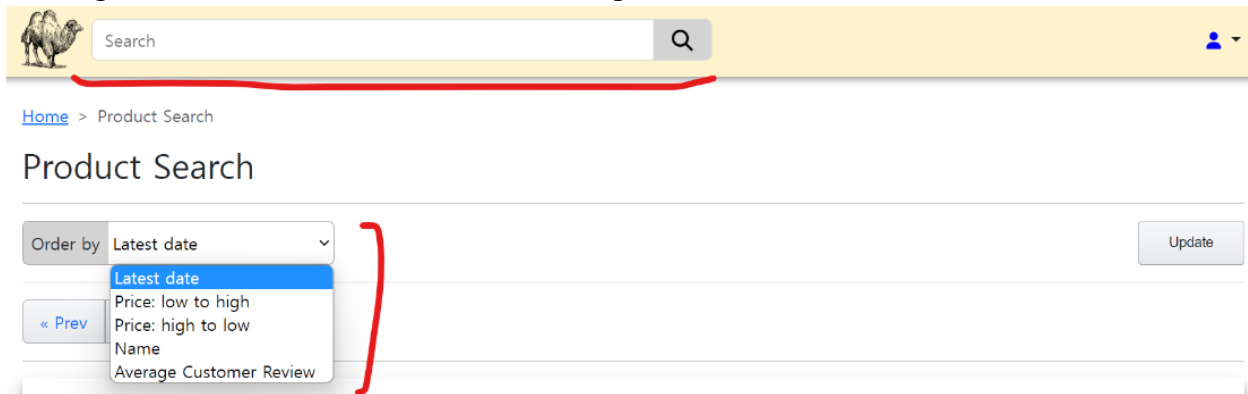 Search
Home > Product Search
Product Search
Order by Latest date
Update
Latest date
Price: low to high
Price: high to low
Name
Average Customer Review
« Prev